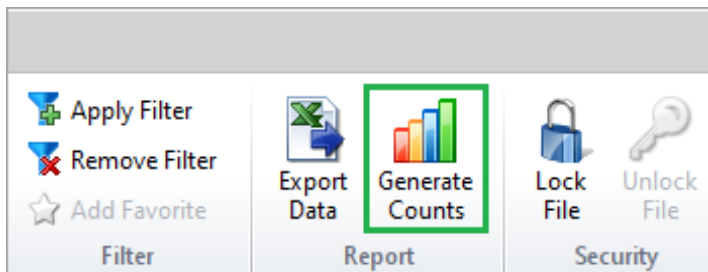 Apply Filter
Remove Filter
Add Favorite
Filter
Export
Data
Generate
Counts
Report
Lock
File
Unlock
File
Security